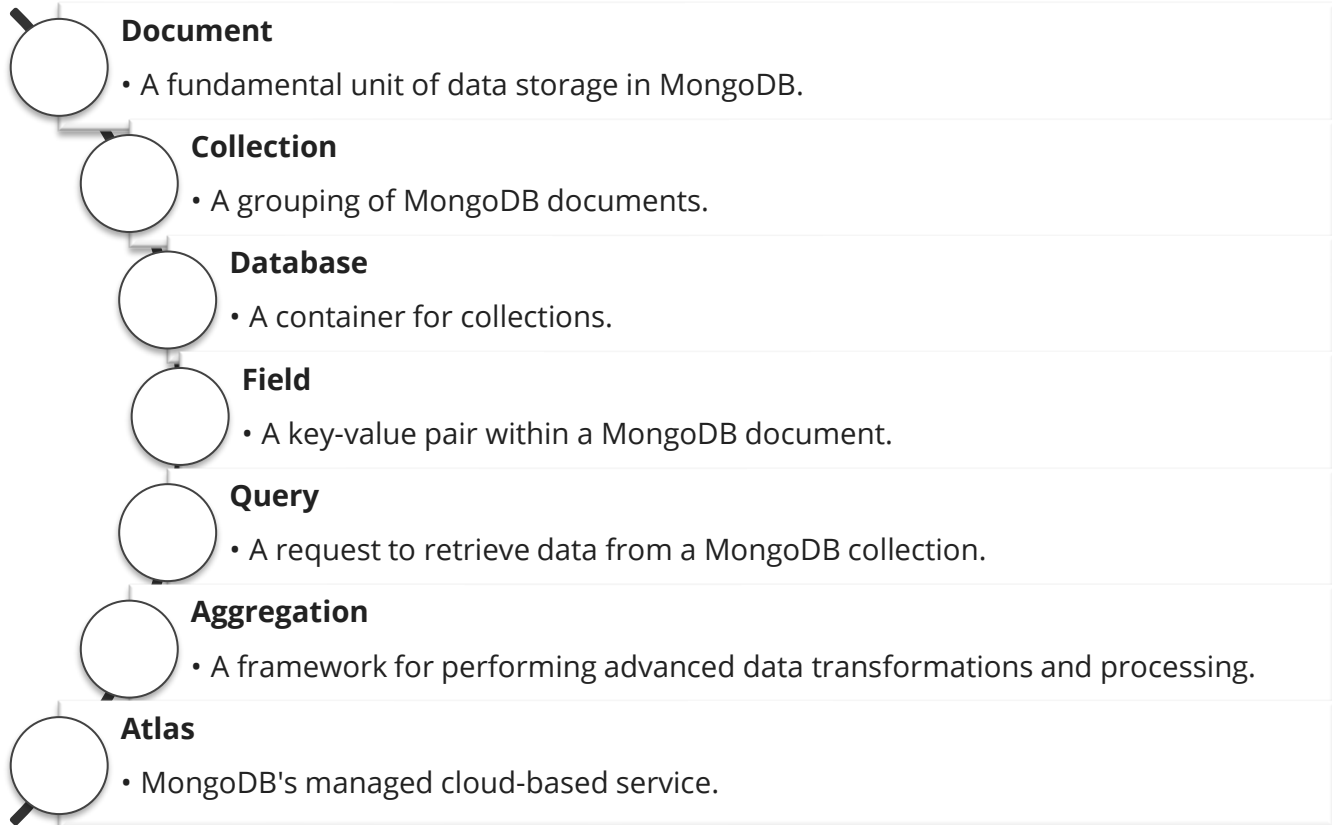 Document
• A fundamental unit of data storage in MongoDB.
Collection
• A grouping of MongoDB documents.
Database
• A container for collections.
Field
• A key-value pair within a MongoDB document.
Query
• A request to retrieve data from a MongoDB collection.
Aggregation
• A framework for performing advanced data transformations and processing.
Atlas
• MongoDB's managed cloud-based service.